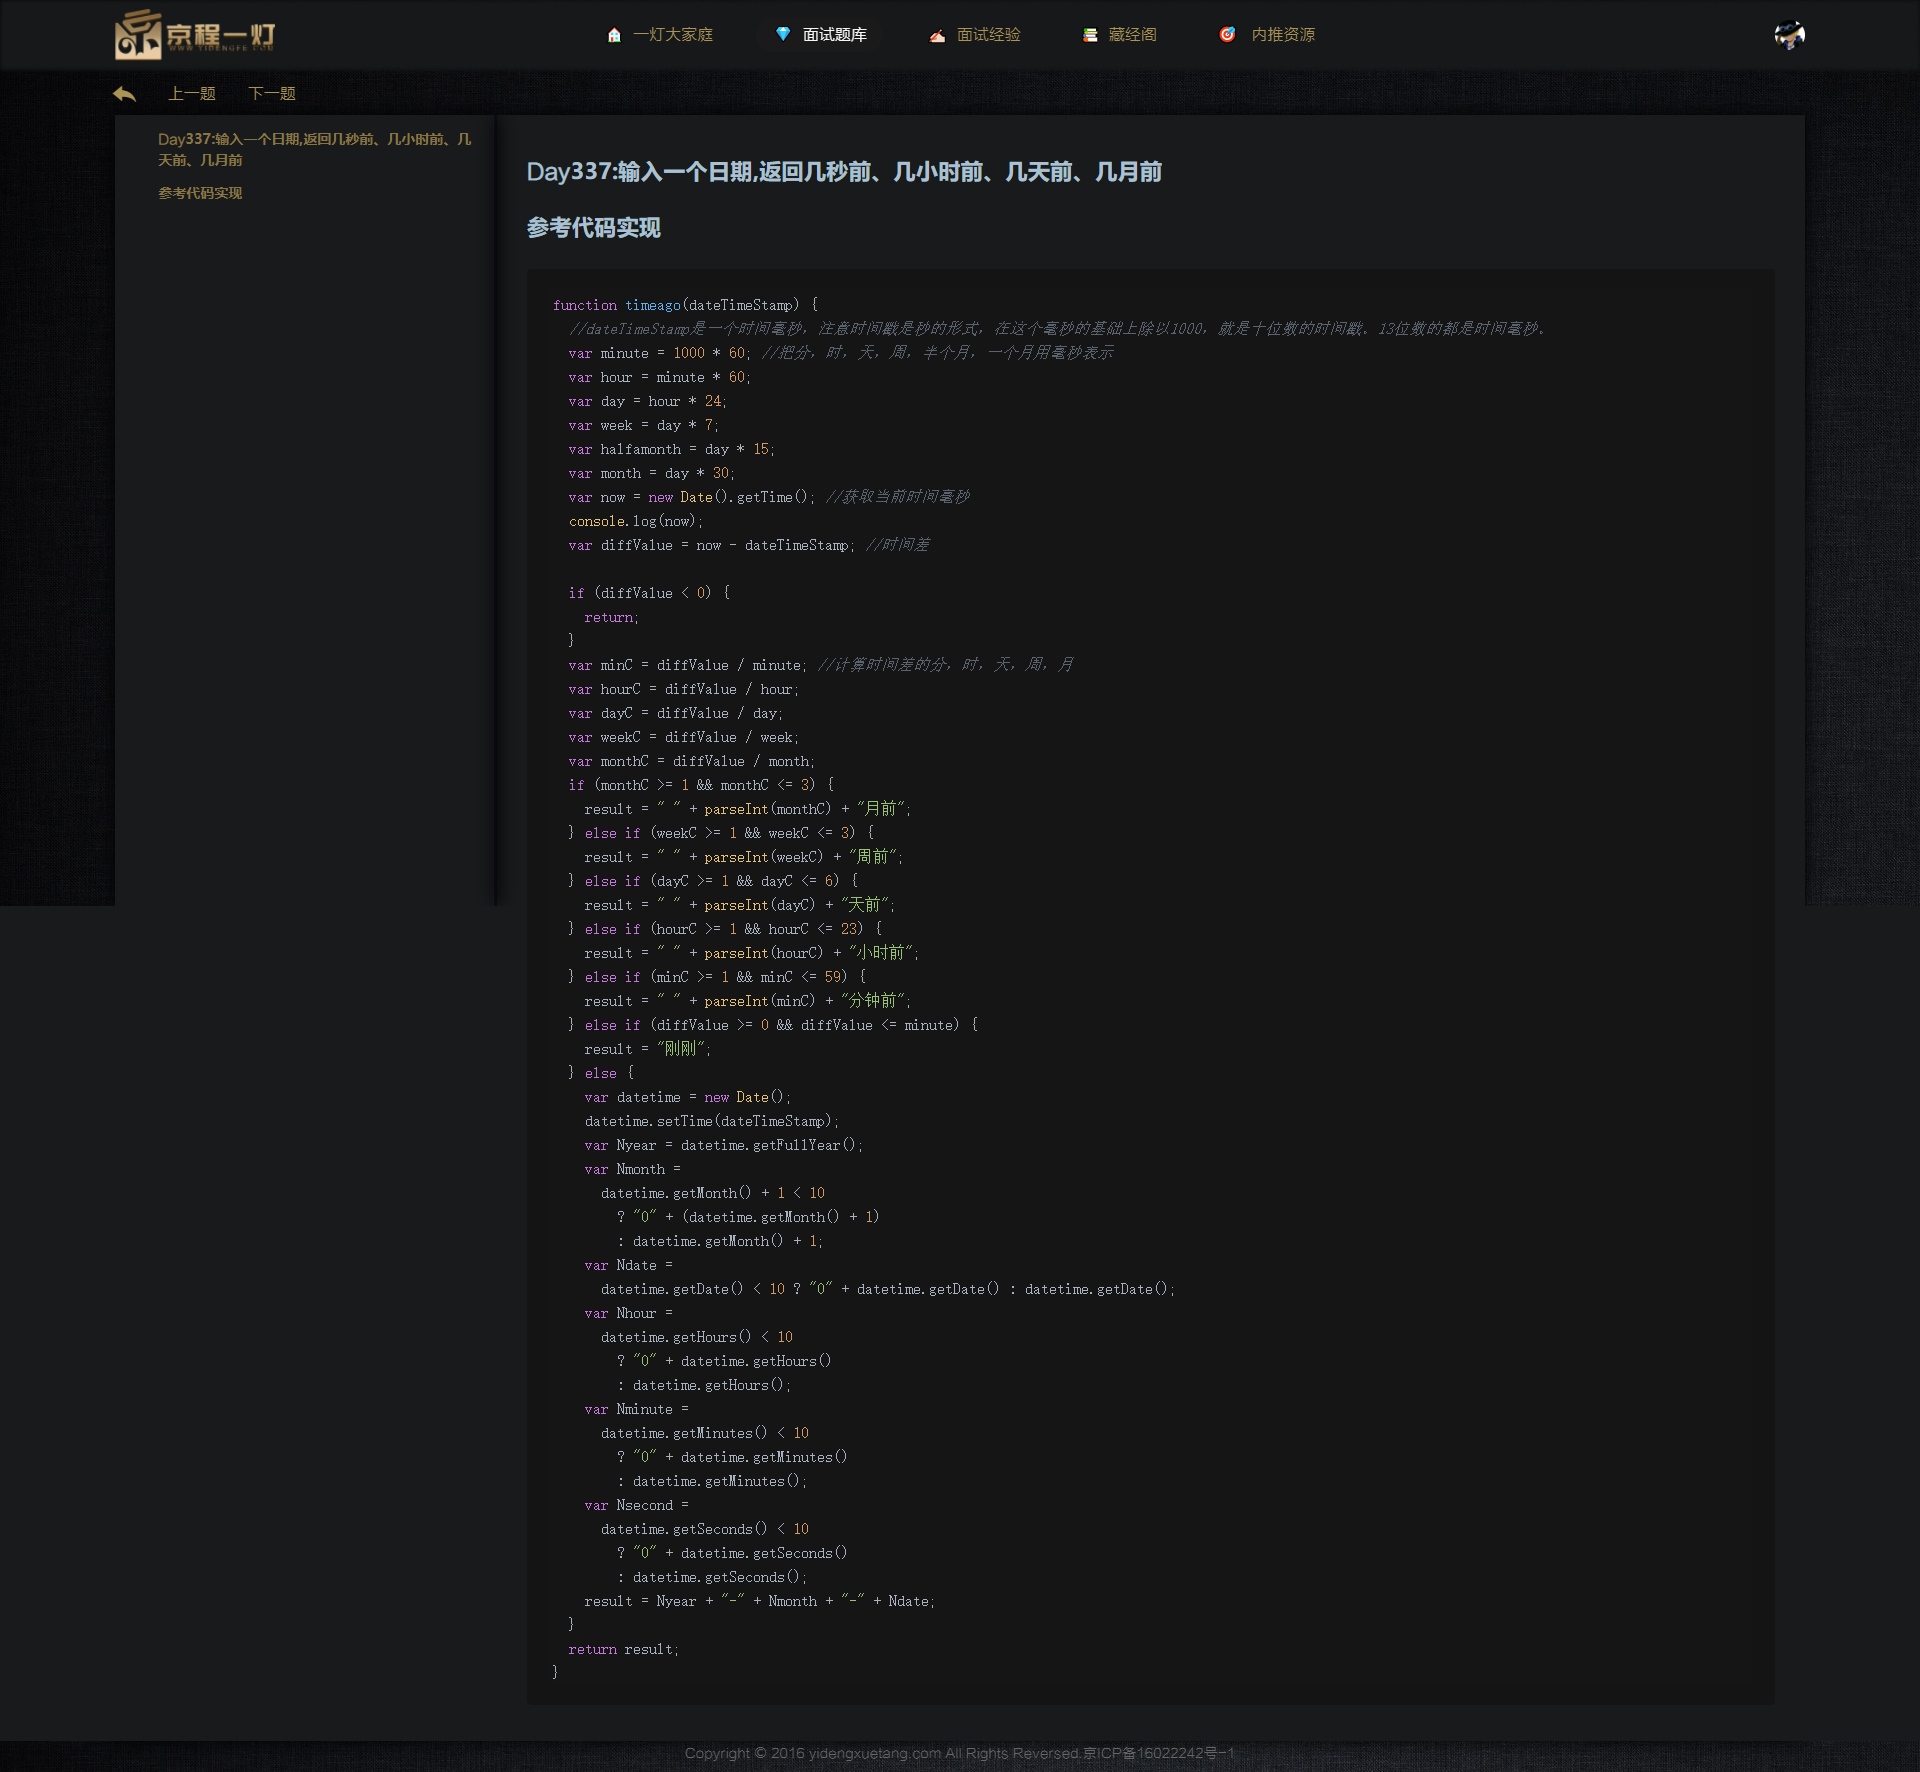 京程一灯
WWW.YIDENGFE.COM
一灯大家庭
面试题库
面试经验
藏经阁
内推资源
上一题
下一题
Day337:输入一个日期,返回几秒前、几小时前、几
天前、几月前
参考代码实现
Day337:输入一个日期,返回几秒前、几小时前、几天前、几月前
参考代码实现
function timeago(dateTimeStamp) {
  //dateTimeStamp是一个时间毫秒，注意时间戳是秒的形式，在这个毫秒的基础上除以1000，就是十位数的时间戳。13位数的都是时间毫秒。
  var minute = 1000 * 60; //把分，时，天，周，半个月，一个月用毫秒表示
  var hour = minute * 60;
  var day = hour * 24;
  var week = day * 7;
  var halfamonth = day * 15;
  var month = day * 30;
  var now = new Date().getTime(); //获取当前时间毫秒
  console.log(now);
  var diffValue = now - dateTimeStamp; //时间差
  if (diffValue < 0) {
    return;
  }
  var minC = diffValue / minute; //计算时间差的分，时，天，周，月
  var hourC = diffValue / hour;
  var dayC = diffValue / day;
  var weekC = diffValue / week;
  var monthC = diffValue / month;
  if (monthC >= 1 && monthC <= 3) {
    result = " " + parseInt(monthC) + "月前";
  } else if (weekC >= 1 && weekC <= 3) {
    result = " " + parseInt(weekC) + "周前";
  } else if (dayC >= 1 && dayC <= 6) {
    result = " " + parseInt(dayC) + "天前";
  } else if (hourC >= 1 && hourC <= 23) {
    result = " " + parseInt(hourC) + "小时前";
  } else if (minC >= 1 && minC <= 59) {
    result = " " + parseInt(minC) + "分钟前";
  } else if (diffValue >= 0 && diffValue <= minute) {
    result = "刚刚";
  } else {
    var datetime = new Date();
    datetime.setTime(dateTimeStamp);
    var Nyear = datetime.getFullYear();
    var Nmonth =
      datetime.getMonth() + 1 < 10
        ? "0" + (datetime.getMonth() + 1)
        : datetime.getMonth() + 1;
    var Ndate =
      datetime.getDate() < 10 ? "0" + datetime.getDate() : datetime.getDate();
    var Nhour =
      datetime.getHours() < 10
        ? "0" + datetime.getHours()
        : datetime.getHours();
    var Nminute =
      datetime.getMinutes() < 10
        ? "0" + datetime.getMinutes()
        : datetime.getMinutes();
    var Nsecond =
      datetime.getSeconds() < 10
        ? "0" + datetime.getSeconds()
        : datetime.getSeconds();
    result = Nyear + "-" + Nmonth + "-" + Ndate;
  }
  return result;
}
Copyright © 2016 yidengxuetang.com All Rights Reversed.京ICP备16022242号-1